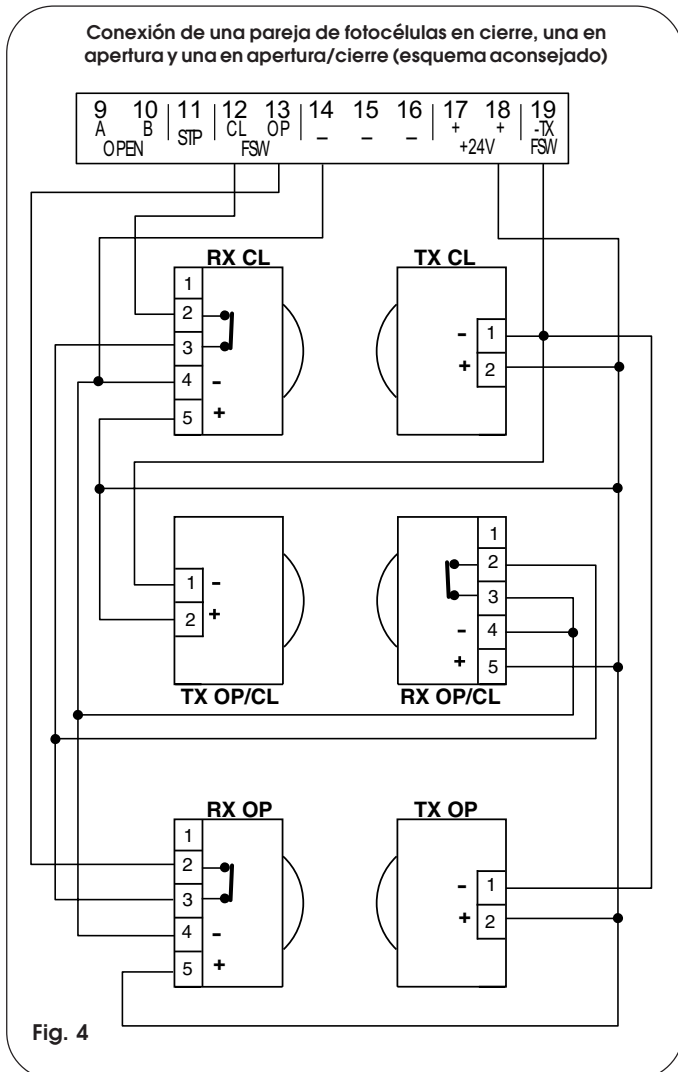 Conexión de una pareja de fotocélulas en cierre, una en
apertura y una en apertura/cierre (esquema aconsejado)
9 10 11 12 13 14 15 16 17 18 19
A B STP CL OP - - - + + -TX
OPEN FSW +24V FSW
RX CL TX CL
1
2
3
4 -
5 +
- 1
+ 2
1 -
2 +
1
2
3
- 4
+ 5
TX OP/CL RX OP/CL
RX OP TX OP
1
2
3
4 -
5 +
- 1
+ 2
Fig. 4